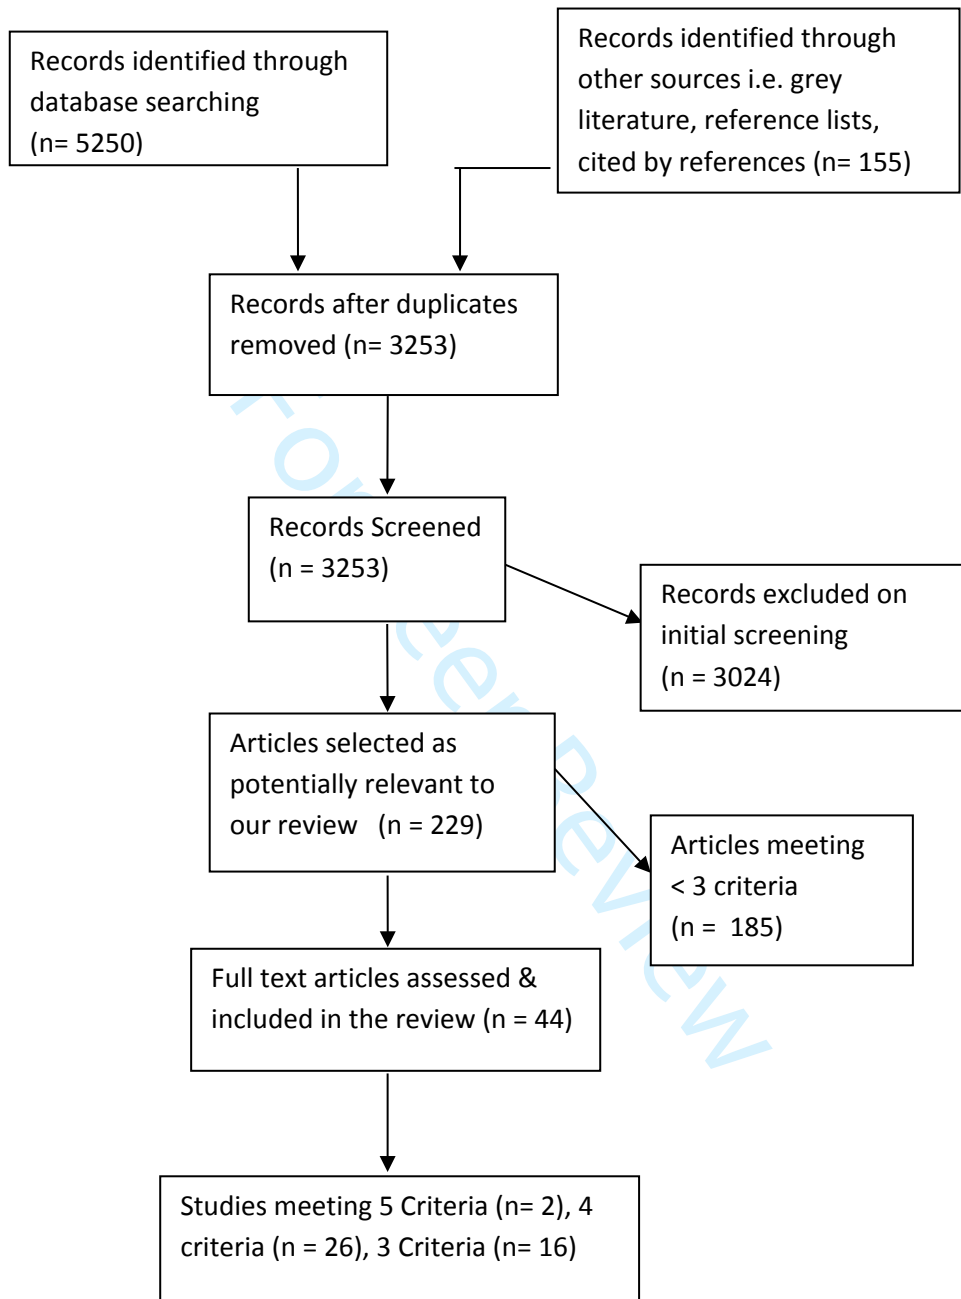 Records identified through
database searching
(n= 5250)
Records identified through
other sources i.e. grey
literature, reference lists,
cited by references (n= 155)
Records after duplicates
removed (n= 3253)
Records Screened
(n = 3253)
Records excluded on
initial screening
(n = 3024)
Articles selected as
potentially relevant to
our review (n = 229)
Articles meeting
< 3 criteria
(n = 185)
Full text articles assessed &
included in the review (n = 44)
Studies meeting 5 Criteria (n= 2), 4
criteria (n = 26), 3 Criteria (n= 16)
For Peer Review